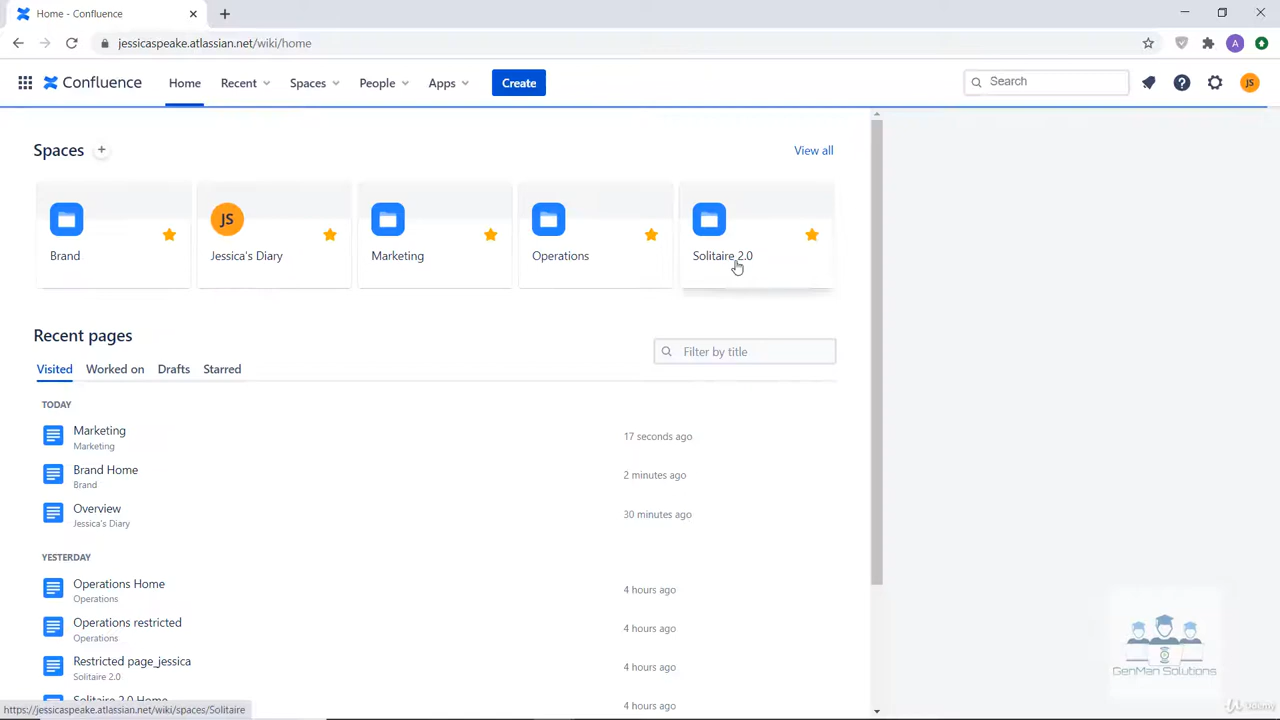 Home - Confluence
jessicaspeake.atlassian.net/wiki/home
A
Confluence
Home
Recent
Spaces
People
Apps
Create
Search
JS
Spaces
View all
Brand
JS
Jessica's Diary
Marketing
Operations
Solitaire 2.0
Recent pages
Filter by title
Visited
Worked on
Drafts
Starred
TODAY
Marketing
Marketing
17 seconds ago
Brand Home
Brand
2 minutes ago
Overview
Jessica's Diary
30 minutes ago
YESTERDAY
Operations Home
Operations
4 hours ago
Operations restricted
Operations
4 hours ago
Restricted page_jessica
Solitaire 2.0
4 hours ago
Solitaire 2.0 Home
4 hours ago
https://jessicaspeake.atlassian.net/wiki/spaces/Solitaire
GenMan Solutions
Udemy